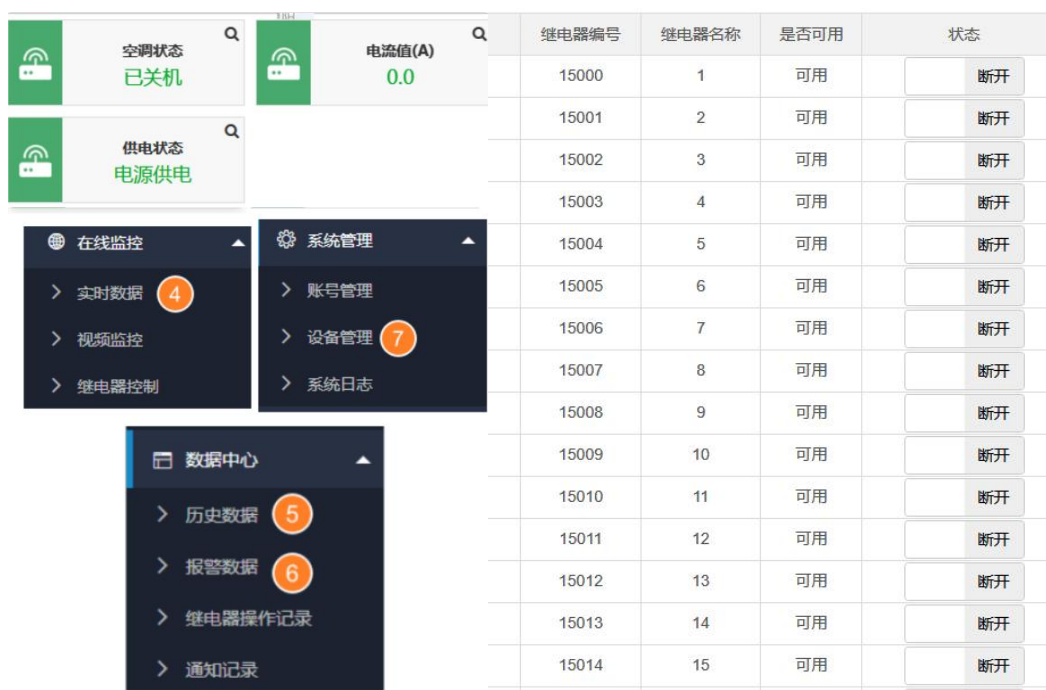 空调状态
已关机
电流值(A)
0.0
供电状态
电源供电
在线监控
实时数据 4
视频监控
继电器控制
系统管理
账号管理
设备管理 7
系统日志
数据中心
历史数据 5
报警数据 6
继电器操作记录
通知记录
继电器编号 继电器名称 是否可用 状态
15000 1 可用 断开
15001 2 可用 断开
15002 3 可用 断开
15003 4 可用 断开
15004 5 可用 断开
15005 6 可用 断开
15006 7 可用 断开
15007 8 可用 断开
15008 9 可用 断开
15009 10 可用 断开
15010 11 可用 断开
15011 12 可用 断开
15012 13 可用 断开
15013 14 可用 断开
15014 15 可用 断开